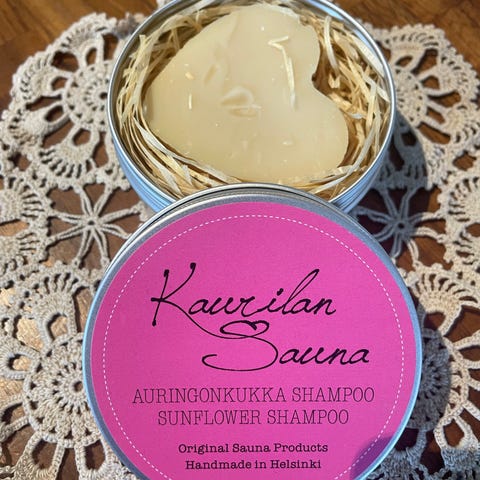 Kaurilan
Sauna
AURINGONKUKKA SHAMPOO
SUNFLOWER SHAMPOO
Original Sauna Products
Handmade in Helsinki